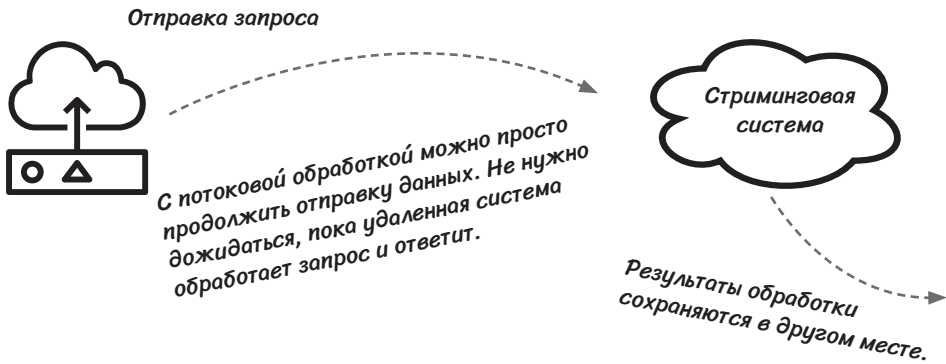 Отправка запроса
Стриминговая
система
С потоковой обработкой можно просто
продолжить отправку данных. Не нужно
дожидаться, пока удаленная система
обработает запрос и ответит.
Результаты обработки
сохраняются в другом месте.